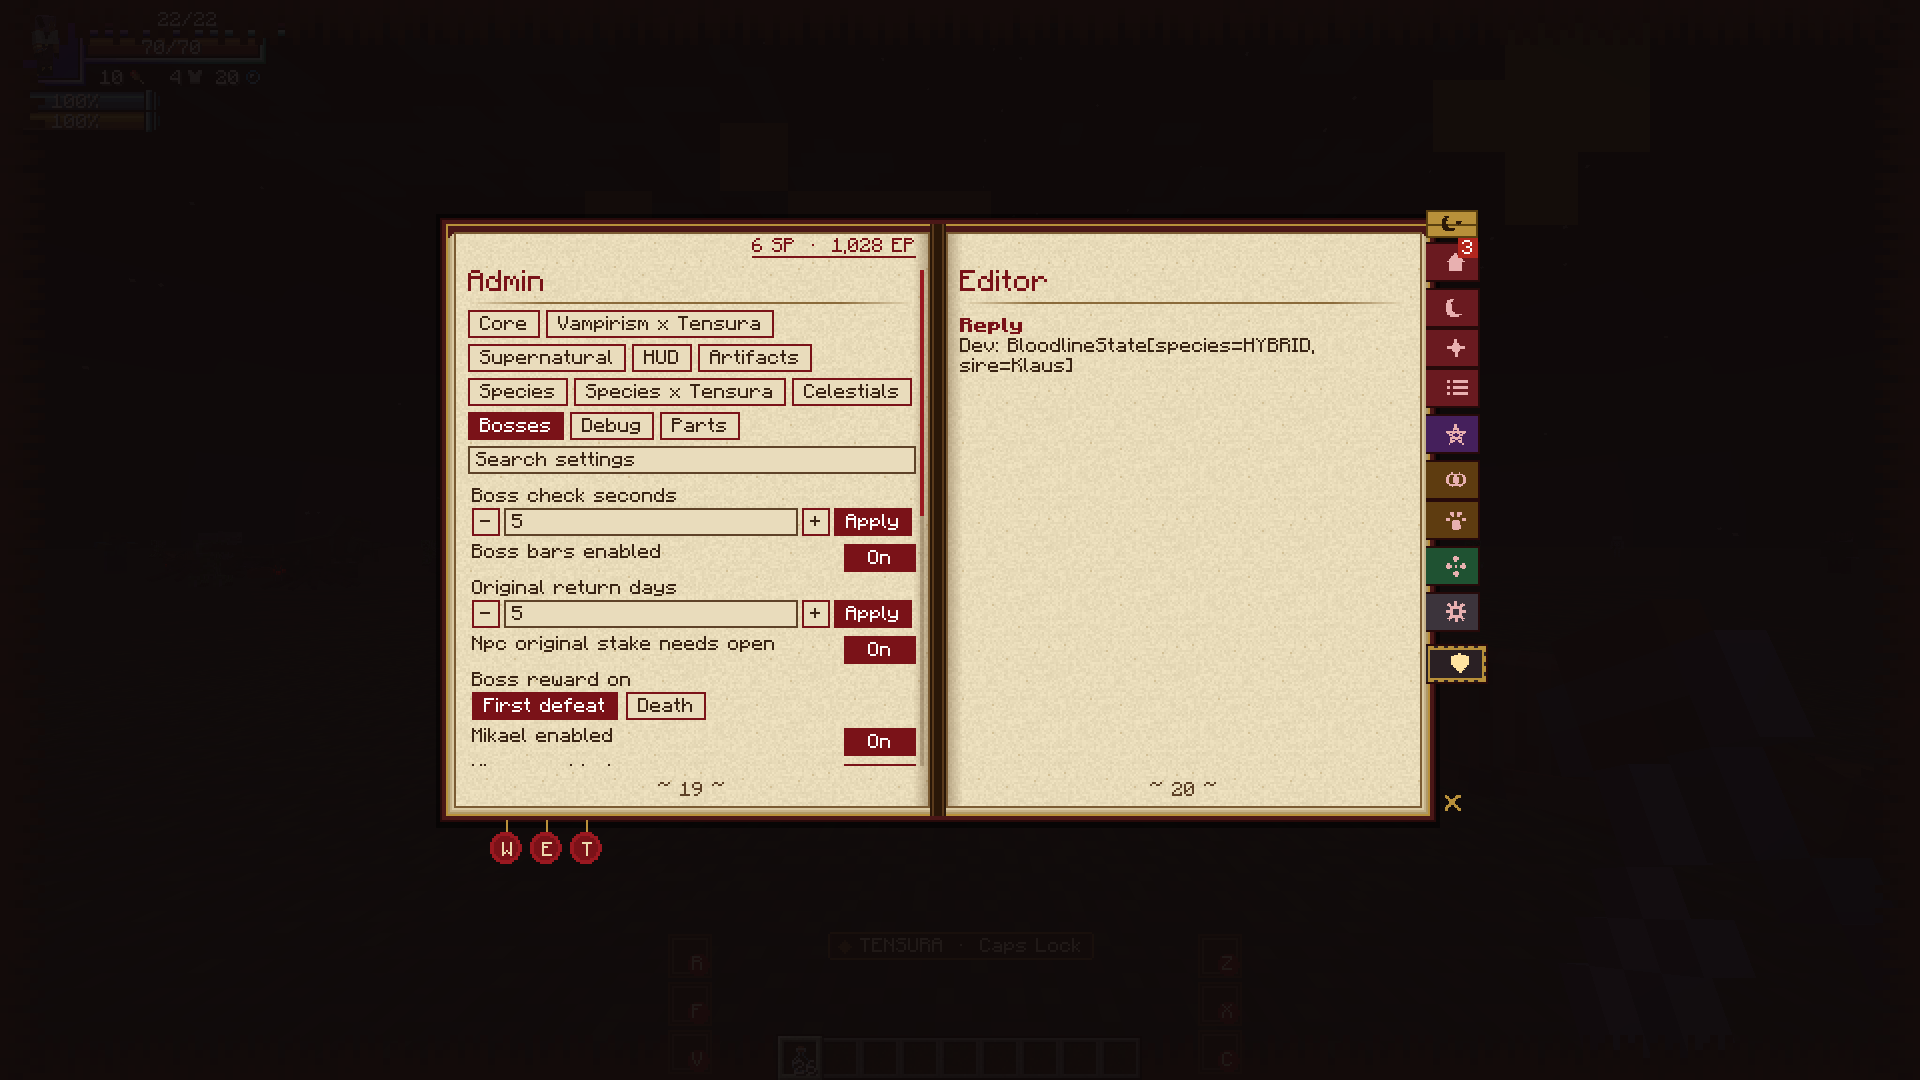 22/22
70/70
10 4 20
100%
100%
6 SP · 1,028 EP
Admin
Core Vampirism x Tensura
Supernatural HUD Artifacts
Species Species x Tensura Celestials
Bosses Debug Parts
Search settings
Boss check seconds
- 5 + Apply
Boss bars enabled On
Original return days
- 5 + Apply
Npc original stake needs open On
Boss reward on
First defeat Death
Mikael enabled On
~ 19 ~
Editor
Reply
Dev: BloodlineState[species=HYBRID,
sire=Klaus]
~ 20 ~
3
X
W E T
TENSURA · Caps Lock
R
F
V
Z
X
C
26